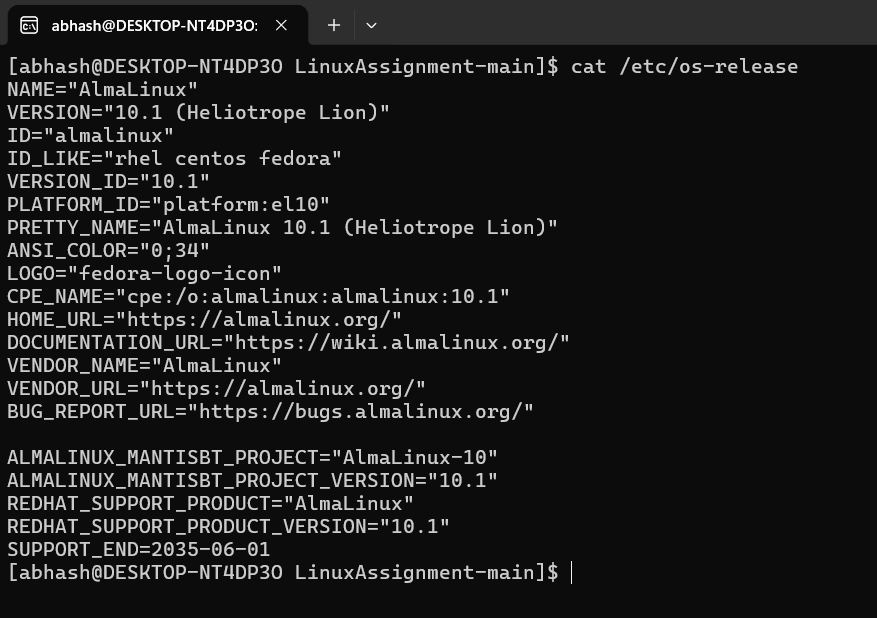 abhash@DESKTOP-NT4DP3O:
[abhash@DESKTOP-NT4DP3O LinuxAssignment-main]$ cat /etc/os-release
NAME="AlmaLinux"
VERSION="10.1 (Heliotrope Lion)"
ID="almalinux"
ID_LIKE="rhel centos fedora"
VERSION_ID="10.1"
PLATFORM_ID="platform:el10"
PRETTY_NAME="AlmaLinux 10.1 (Heliotrope Lion)"
ANSI_COLOR="0;34"
LOGO="fedora-logo-icon"
CPE_NAME="cpe:/o:almalinux:almalinux:10.1"
HOME_URL="https://almalinux.org/"
DOCUMENTATION_URL="https://wiki.almalinux.org/"
VENDOR_NAME="AlmaLinux"
VENDOR_URL="https://almalinux.org/"
BUG_REPORT_URL="https://bugs.almalinux.org/"
ALMALINUX_MANTISBT_PROJECT="AlmaLinux-10"
ALMALINUX_MANTISBT_PROJECT_VERSION="10.1"
REDHAT_SUPPORT_PRODUCT="AlmaLinux"
REDHAT_SUPPORT_PRODUCT_VERSION="10.1"
SUPPORT_END=2035-06-01
[abhash@DESKTOP-NT4DP3O LinuxAssignment-main]$